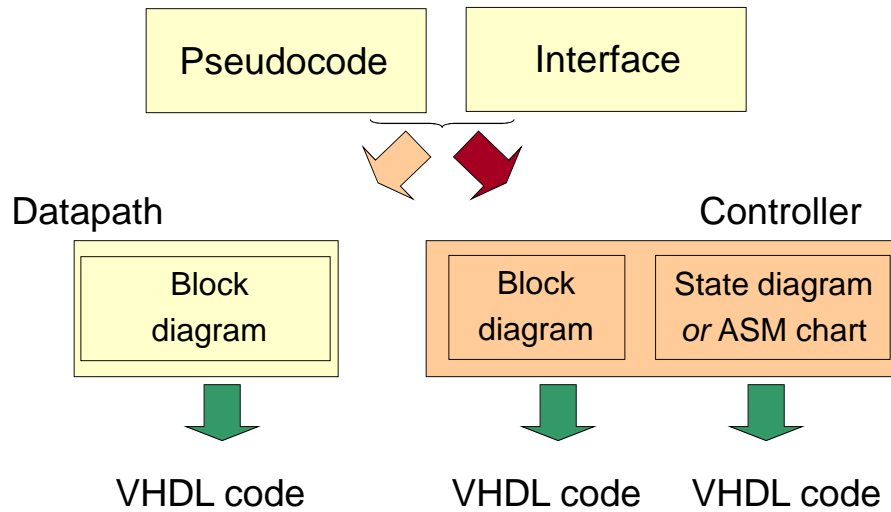 Pseudocode
Interface
Datapath
Controller
Block
diagram
Block
diagram
State diagram
or ASM chart
VHDL code
VHDL code
VHDL code